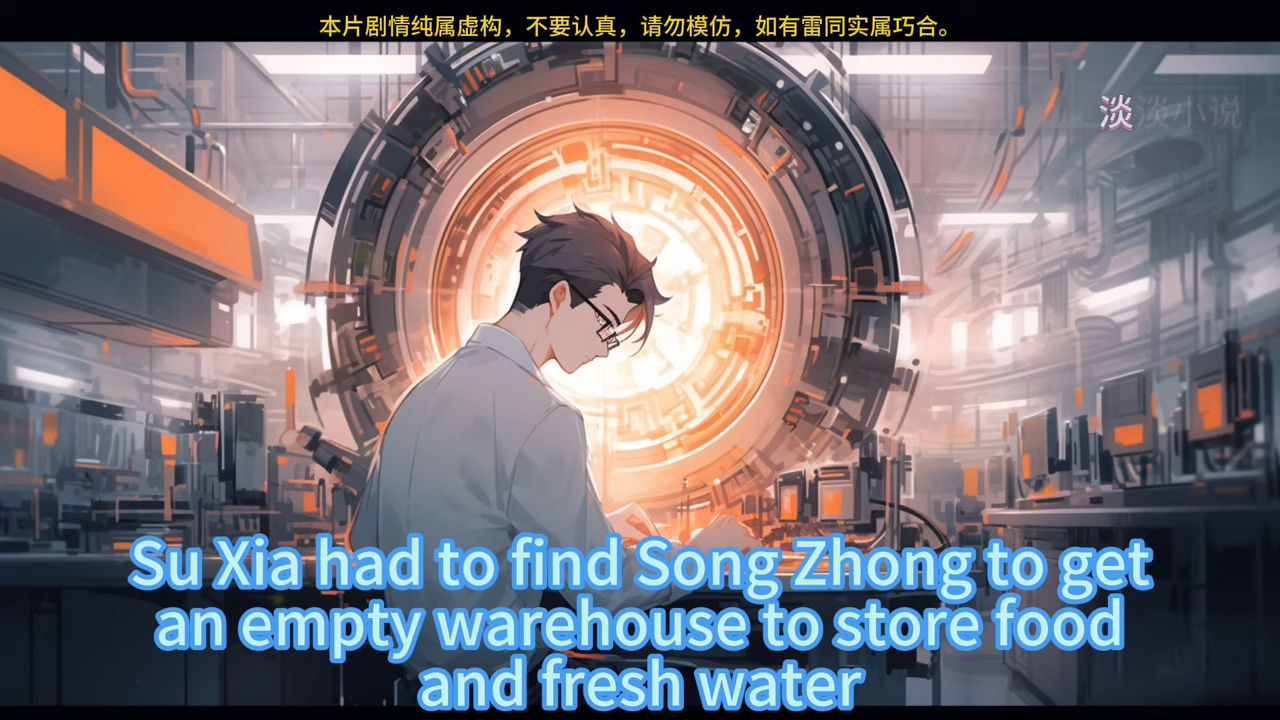 本片剧情纯属虚构，不要认真，请勿模仿，如有雷同实属巧合。
淡淡小说
Su Xia had to find Song Zhong to get
an empty warehouse to store food
and fresh water